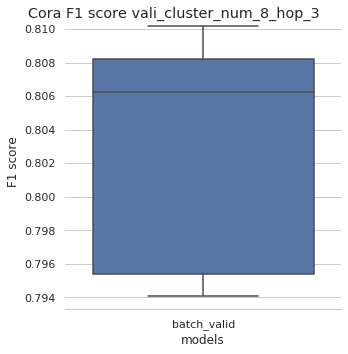 Cora F1 score vali_cluster_num_8_hop_3
0.810
0.808
0.806
0.804
0.802
0.800
0.798
0.796
0.794
F1 score
batch_valid
models